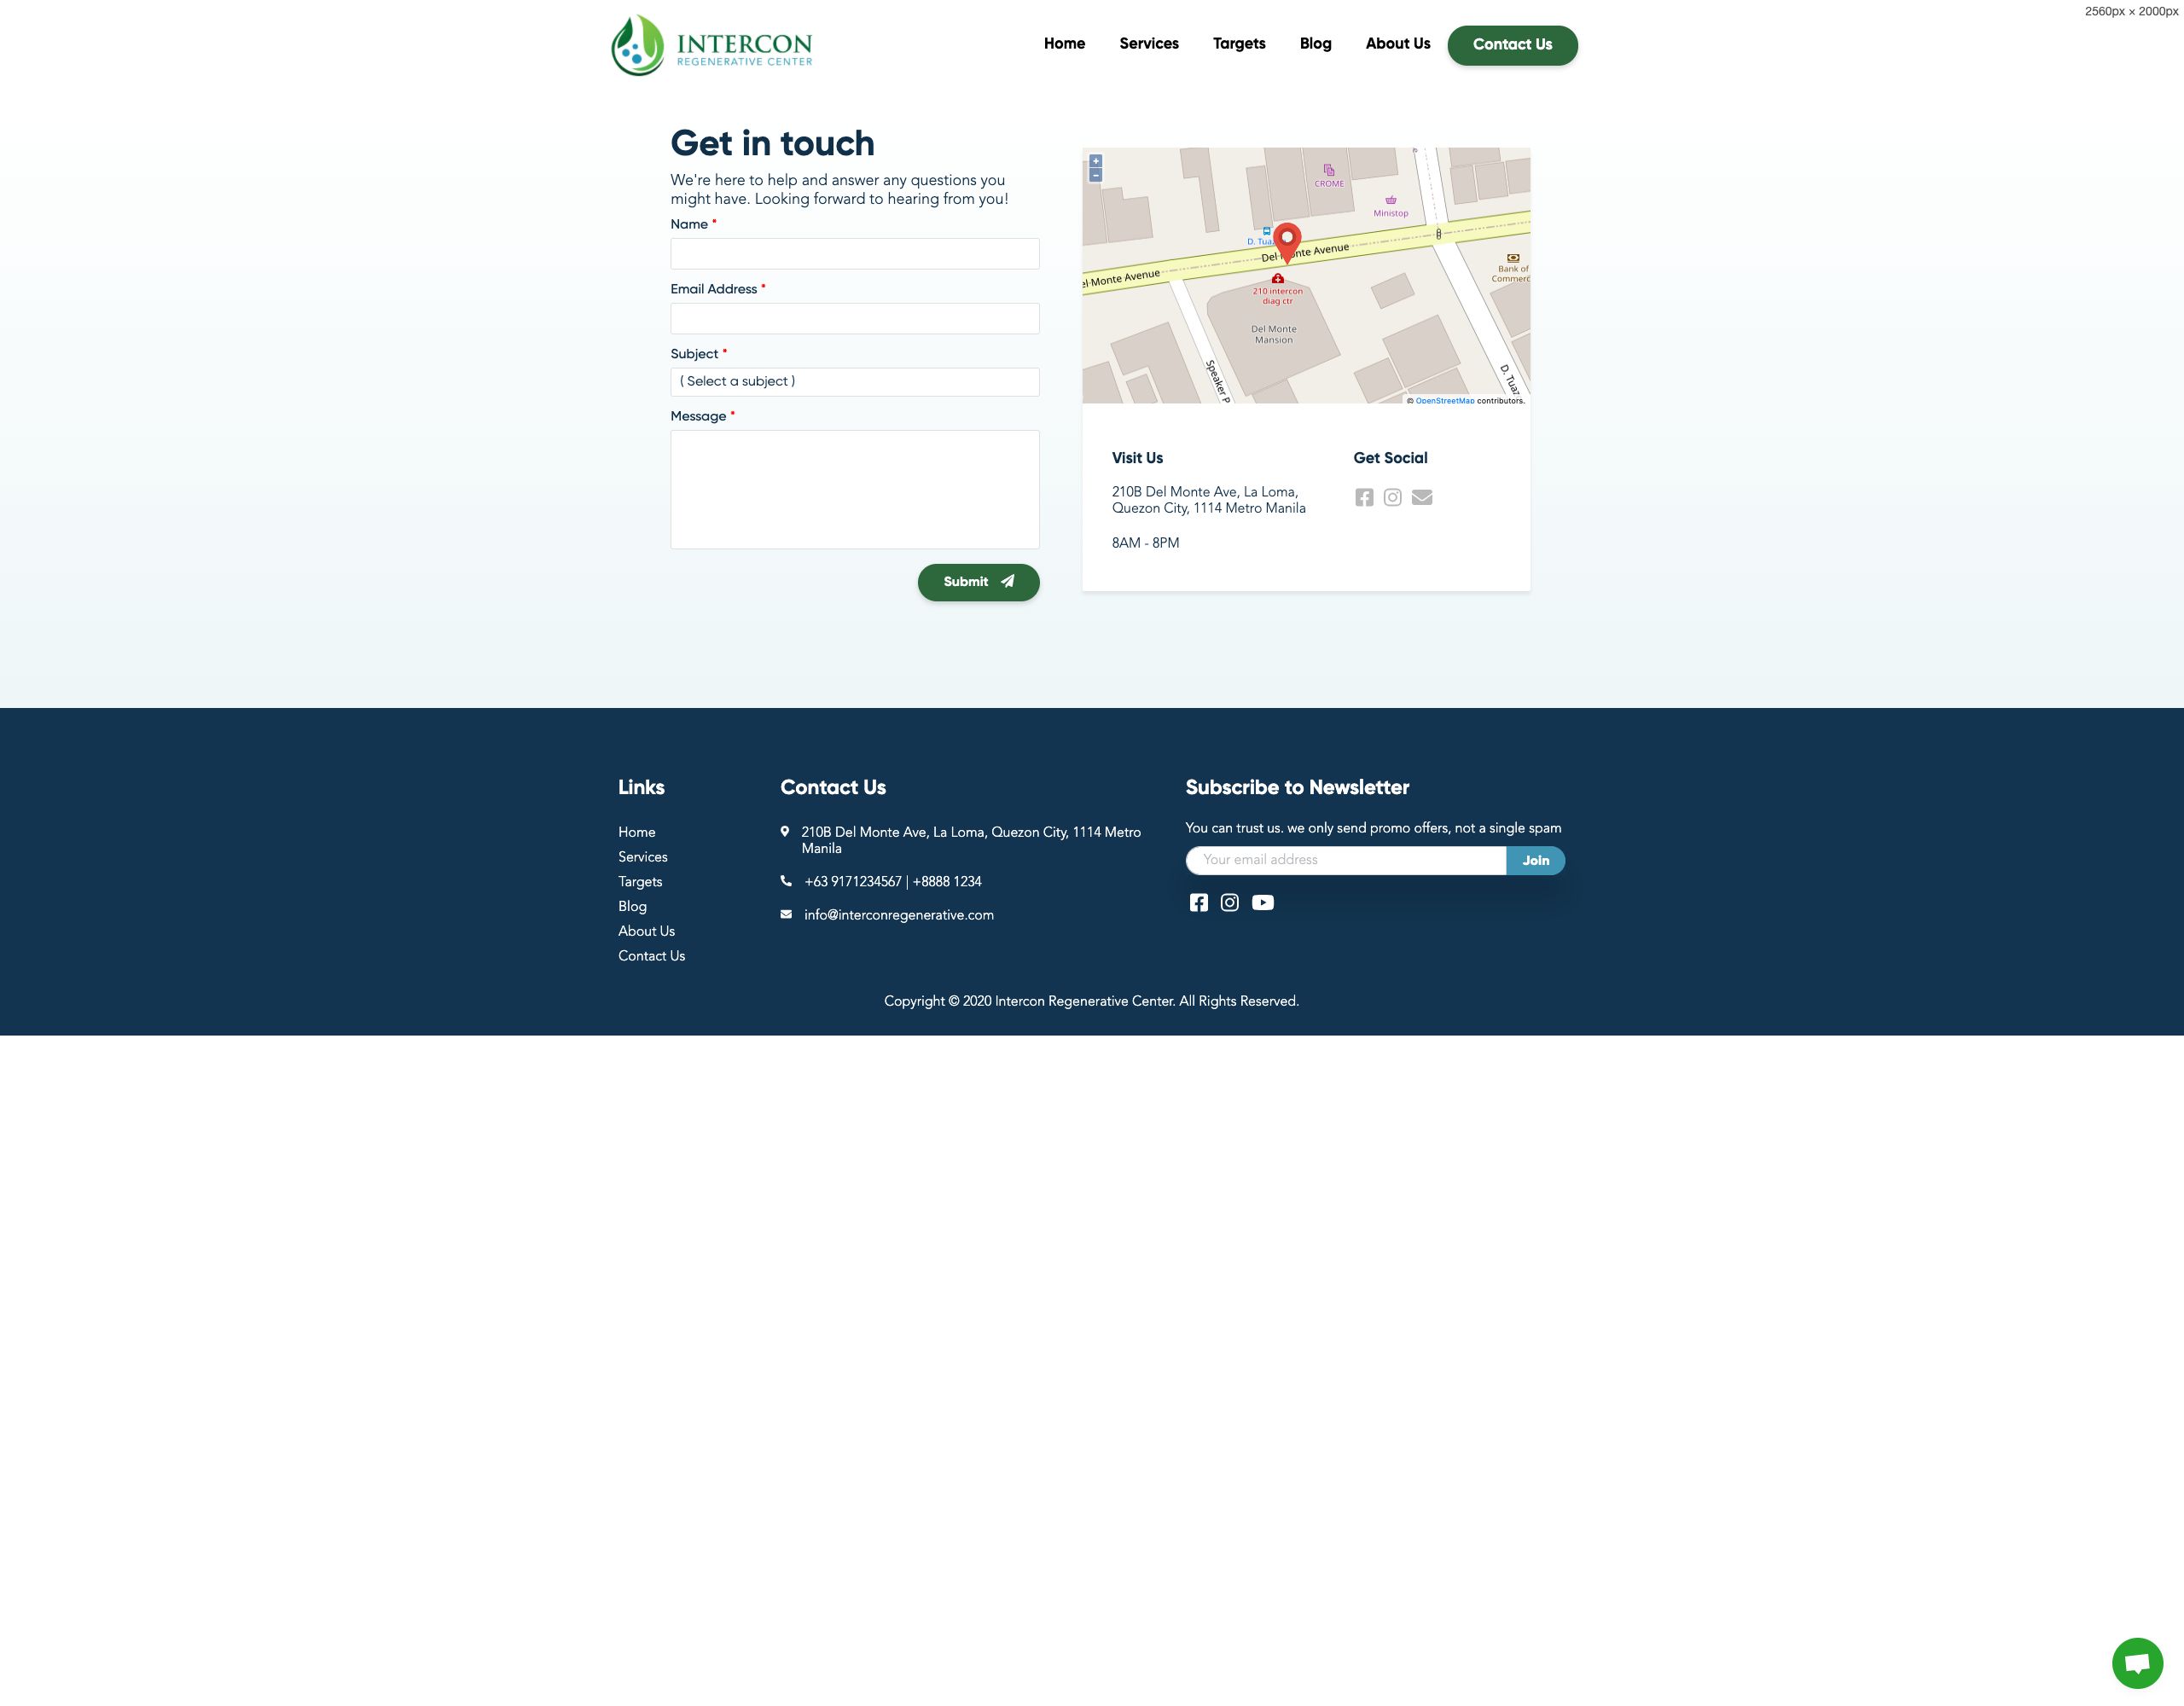 2560px × 2000px
INTERCON
REGENERATIVE CENTER
Home
Services
Targets
Blog
About Us
Contact Us
Get in touch
We're here to help and answer any questions you
might have. Looking forward to hearing from you!
Name *
Email Address *
Subject *
( Select a subject )
Message *
Submit
+
−
CROME
Ministop
D. Tua
Del Monte Avenue
Bank of
210 intercon
diag ctr
Del Monte
Mansion
Speaker P
D. Tua
© OpenStreetMap contributors.
Visit Us
210B Del Monte Ave, La Loma,
Quezon City, 1114 Metro Manila
8AM - 8PM
Get Social
Links
Home
Services
Targets
Blog
About Us
Contact Us
Contact Us
210B Del Monte Ave, La Loma, Quezon City, 1114 Metro
Manila
+63 9171234567 | +8888 1234
info@interconregenerative.com
Subscribe to Newsletter
You can trust us. we only send promo offers, not a single spam
Your email address
Join
Copyright © 2020 Intercon Regenerative Center. All Rights Reserved.